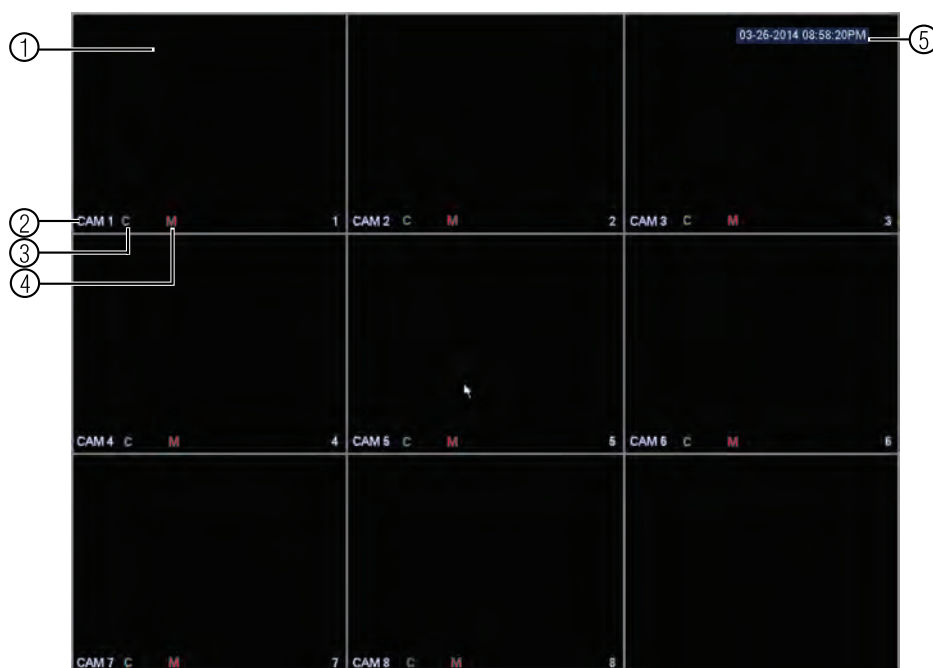 ① 03-26-2014 08:58:20PM ⑤
② CAM 1 C M 1 CAM 2 C M 2 CAM 3 C M 3
③
④
CAM 4 C M 4 CAM 5 C M 5 CAM 6 C M 6
CAM 7 C M 7 CAM 8 C M 8